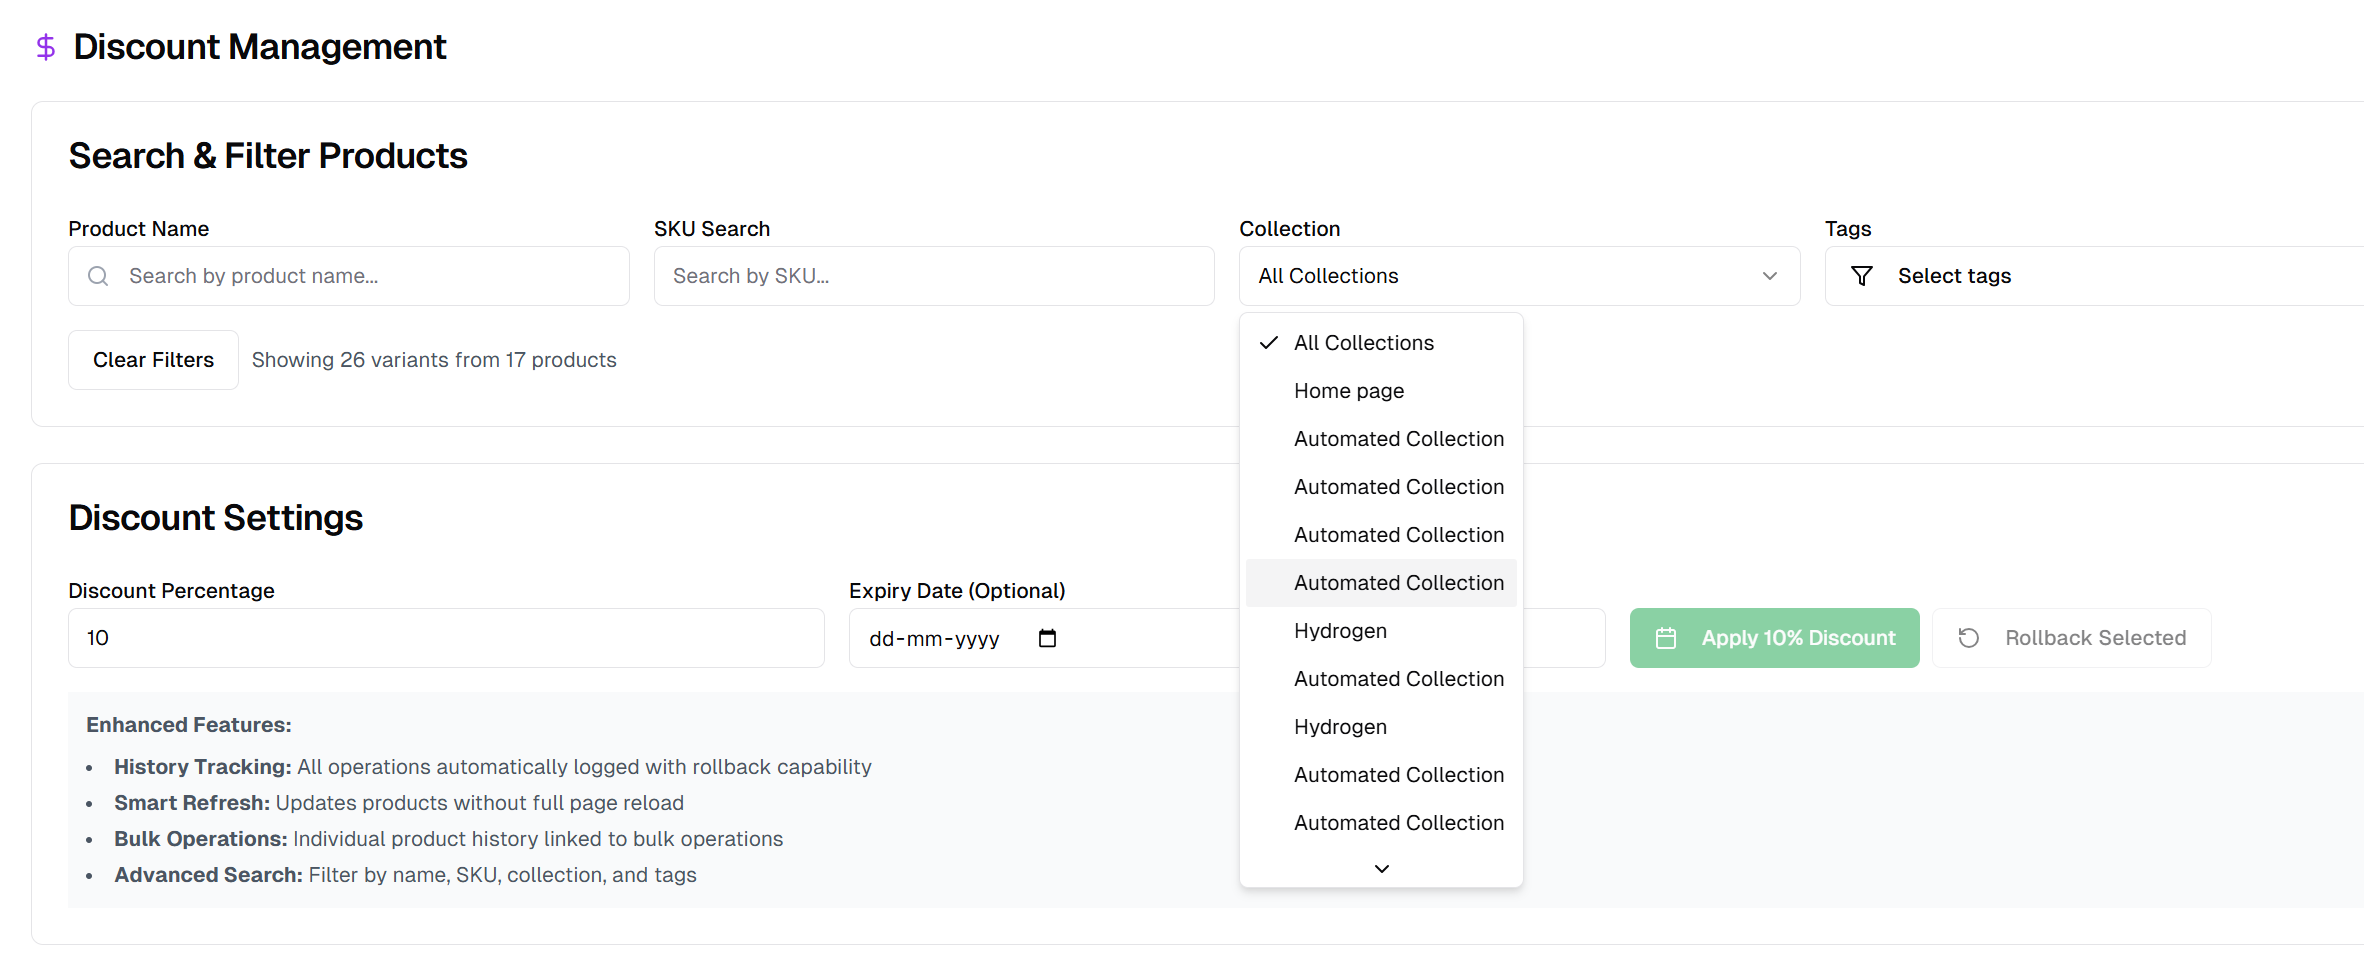 Discount Management
Search & Filter Products
Product Name
SKU Search
Collection
Tags
Search by product name...
Search by SKU...
All Collections
Select tags
Clear Filters
Showing 26 variants from 17 products
All Collections
Home page
Automated Collection
Automated Collection
Automated Collection
Automated Collection
Hydrogen
Automated Collection
Hydrogen
Automated Collection
Automated Collection
Discount Settings
Discount Percentage
Expiry Date (Optional)
10
dd-mm-yyyy
Apply 10% Discount
Rollback Selected
Enhanced Features:
• History Tracking: All operations automatically logged with rollback capability
• Smart Refresh: Updates products without full page reload
• Bulk Operations: Individual product history linked to bulk operations
• Advanced Search: Filter by name, SKU, collection, and tags